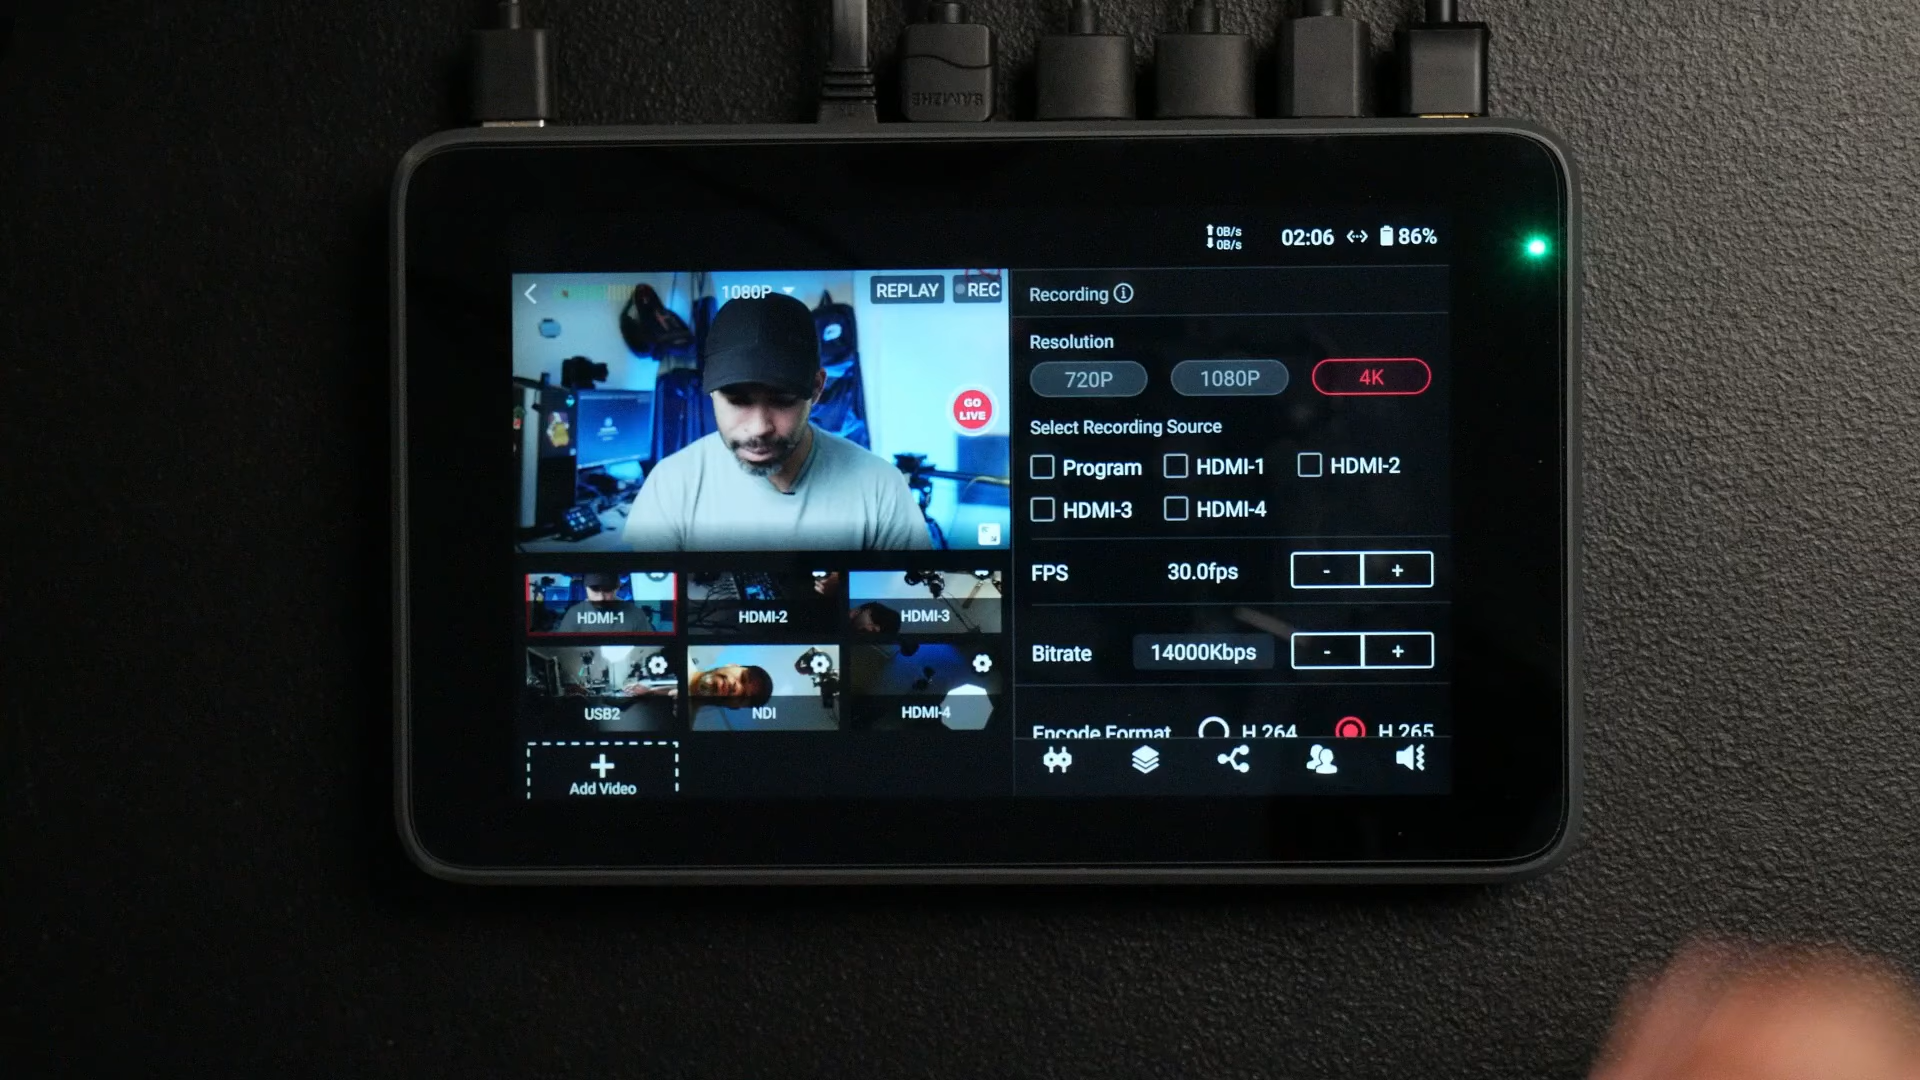 SAMZHE
0B/s
0B/s
02:06
86%
1080P
REPLAY
REC
GO
LIVE
HDMI-1
HDMI-2
HDMI-3
USB2
NDI
HDMI-4
Add Video
Recording
Resolution
720P
1080P
4K
Select Recording Source
Program
HDMI-1
HDMI-2
HDMI-3
HDMI-4
FPS
30.0fps
-
+
Bitrate
14000Kbps
-
+
Encode Format
H.264
H.265